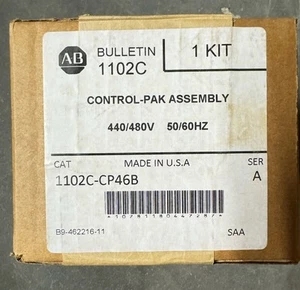 AB
BULLETIN
1102C
1 KIT
CONTROL-PAK ASSEMBLY
440/480V 50/60HZ
CAT
MADE IN U.S.A
SER
1102C-CP46B
A
B9-462216-11
SAA